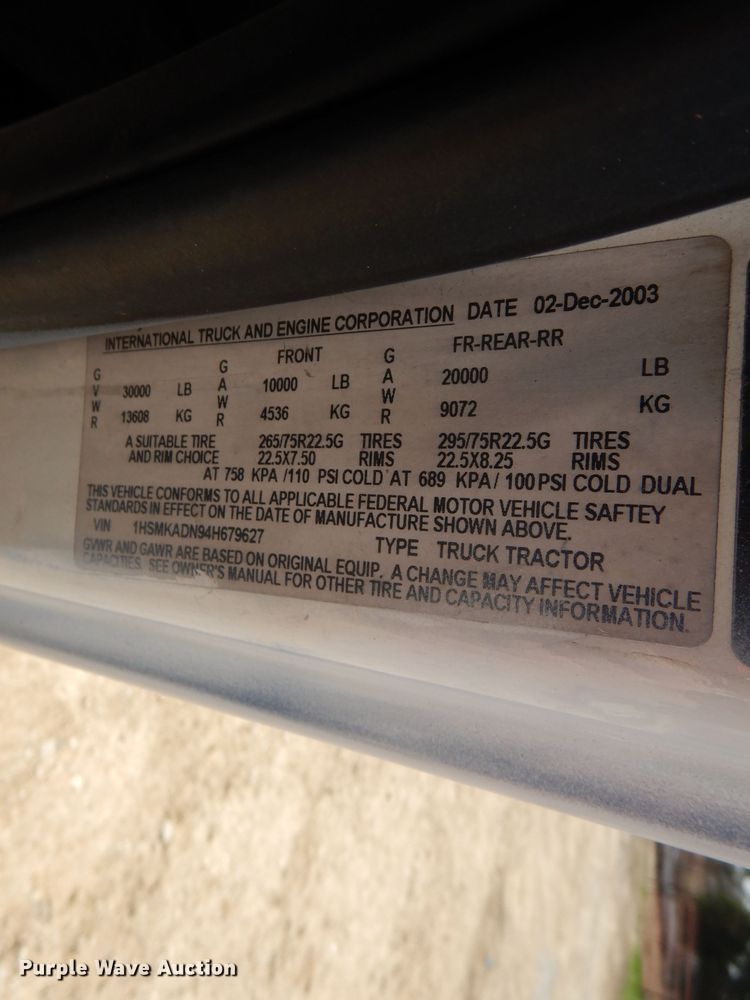 INTERNATIONAL TRUCK AND ENGINE CORPORATION DATE 02-Dec-2003
GVWR 30000 LB 13608 KG
GAWR FRONT 10000 LB 4536 KG
GAWR FR-REAR-RR 20000 LB 9072 KG
A SUITABLE TIRE 265/75R22.5G TIRES 295/75R22.5G TIRES
AND RIM CHOICE 22.5X7.50 RIMS 22.5X8.25 RIMS
AT 758 KPA /110 PSI COLD AT 689 KPA/ 100 PSI COLD DUAL
THIS VEHICLE CONFORMS TO ALL APPLICABLE FEDERAL MOTOR VEHICLE SAFTEY
STANDARDS IN EFFECT ON THE DATE OF MANUFACTURE SHOWN ABOVE.
VIN 1HSMKADN94H679627 TYPE TRUCK TRACTOR
GVWR AND GAWR ARE BASED ON ORIGINAL EQUIP. A CHANGE MAY AFFECT VEHICLE
CAPACITIES. SEE OWNER'S MANUAL FOR OTHER TIRE AND CAPACITY INFORMATION.
Purple Wave Auction